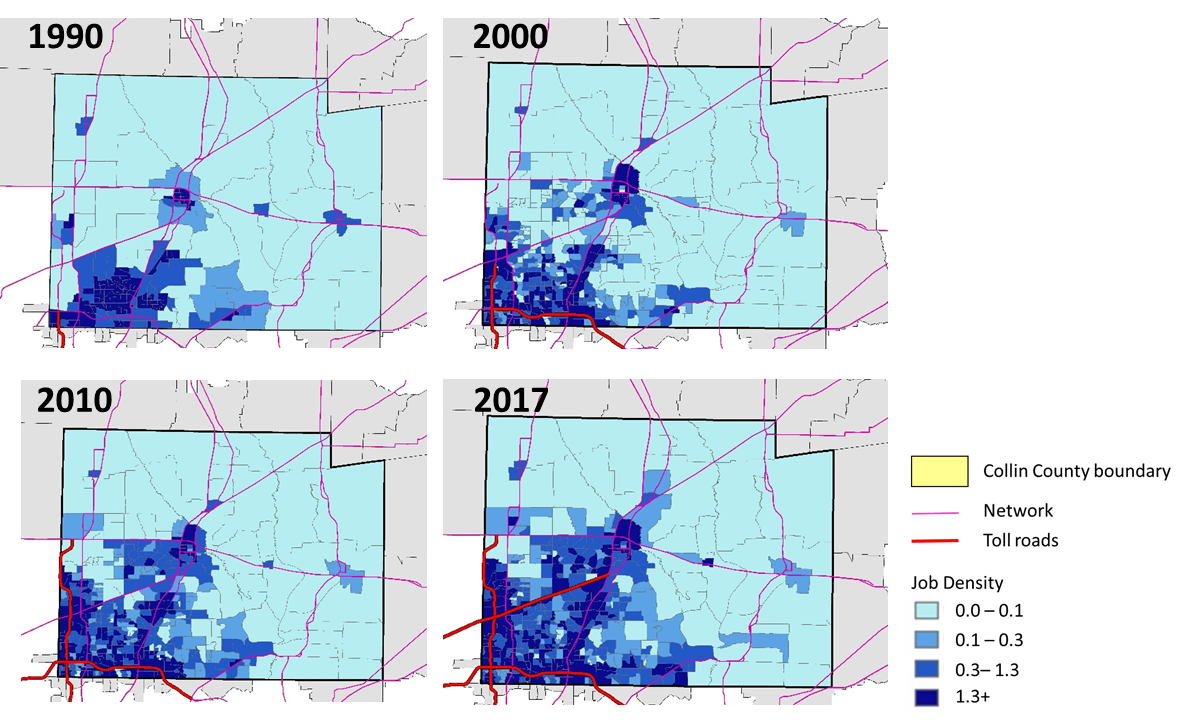 1990
2000
2010
2017
Collin County boundary
Network
Toll roads
Job Density
0.0 – 0.1
0.1 – 0.3
0.3– 1.3
1.3+